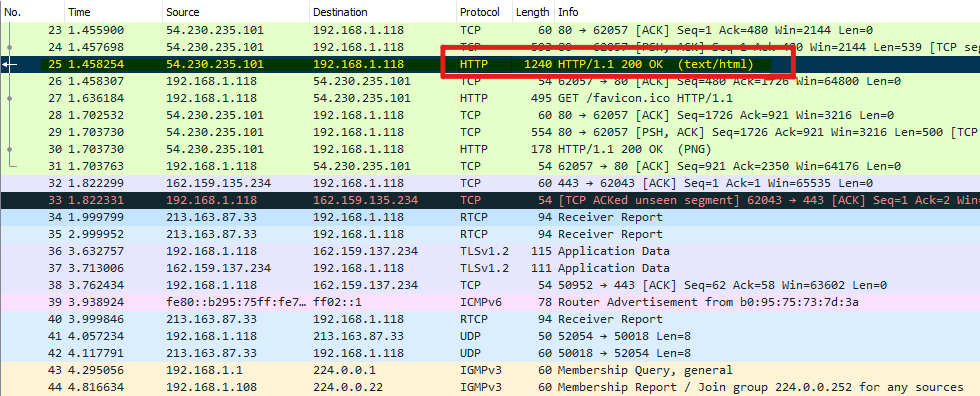 No. Time Source Destination Protocol Length Info
23 1.455900 54.230.235.101 192.168.1.118 TCP 60 80 → 62057 [ACK] Seq=1 Ack=480 Win=2144 Len=0
24 1.457698 54.230.235.101 192.168.1.118 TCP 593 80 → 62057 [PSH, ACK] Seq=1 Ack=480 Win=2144 Len=539 [TCP seg
25 1.458254 54.230.235.101 192.168.1.118 HTTP 1240 HTTP/1.1 200 OK (text/html)
26 1.458307 192.168.1.118 54.230.235.101 TCP 54 62057 → 80 [ACK] Seq=480 Ack=1726 Win=64800 Len=0
27 1.636184 192.168.1.118 54.230.235.101 HTTP 495 GET /favicon.ico HTTP/1.1
28 1.702532 54.230.235.101 192.168.1.118 TCP 60 80 → 62057 [ACK] Seq=1726 Ack=921 Win=3216 Len=0
29 1.703730 54.230.235.101 192.168.1.118 TCP 554 80 → 62057 [PSH, ACK] Seq=1726 Ack=921 Win=3216 Len=500 [TCP
30 1.703730 54.230.235.101 192.168.1.118 HTTP 178 HTTP/1.1 200 OK (PNG)
31 1.703763 192.168.1.118 54.230.235.101 TCP 54 62057 → 80 [ACK] Seq=921 Ack=2350 Win=64176 Len=0
32 1.822299 162.159.135.234 192.168.1.118 TCP 60 443 → 62043 [ACK] Seq=1 Ack=1 Win=65535 Len=0
33 1.822331 192.168.1.118 162.159.135.234 TCP 54 [TCP ACKed unseen segment] 62043 → 443 [ACK] Seq=1 Ack=2 Win=
34 1.999799 213.163.87.33 192.168.1.118 RTCP 94 Receiver Report
35 2.999952 213.163.87.33 192.168.1.118 RTCP 94 Receiver Report
36 3.632757 192.168.1.118 162.159.137.234 TLSv1.2 115 Application Data
37 3.713006 162.159.137.234 192.168.1.118 TLSv1.2 111 Application Data
38 3.762434 192.168.1.118 162.159.137.234 TCP 54 50952 → 443 [ACK] Seq=62 Ack=58 Win=63602 Len=0
39 3.938924 fe80::b295:75ff:fe7… ff02::1 ICMPv6 78 Router Advertisement from b0:95:75:73:7d:3a
40 3.999846 213.163.87.33 192.168.1.118 RTCP 94 Receiver Report
41 4.057234 192.168.1.118 213.163.87.33 UDP 50 52054 → 50018 Len=8
42 4.117791 213.163.87.33 192.168.1.118 UDP 60 50018 → 52054 Len=8
43 4.295056 192.168.1.1 224.0.0.1 IGMPv3 60 Membership Query, general
44 4.816634 192.168.1.108 224.0.0.22 IGMPv3 60 Membership Report / Join group 224.0.0.252 for any sources